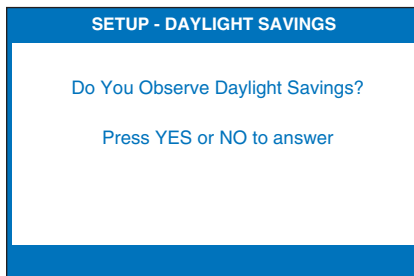 SETUP - DAYLIGHT SAVINGS
Do You Observe Daylight Savings?
Press YES or NO to answer